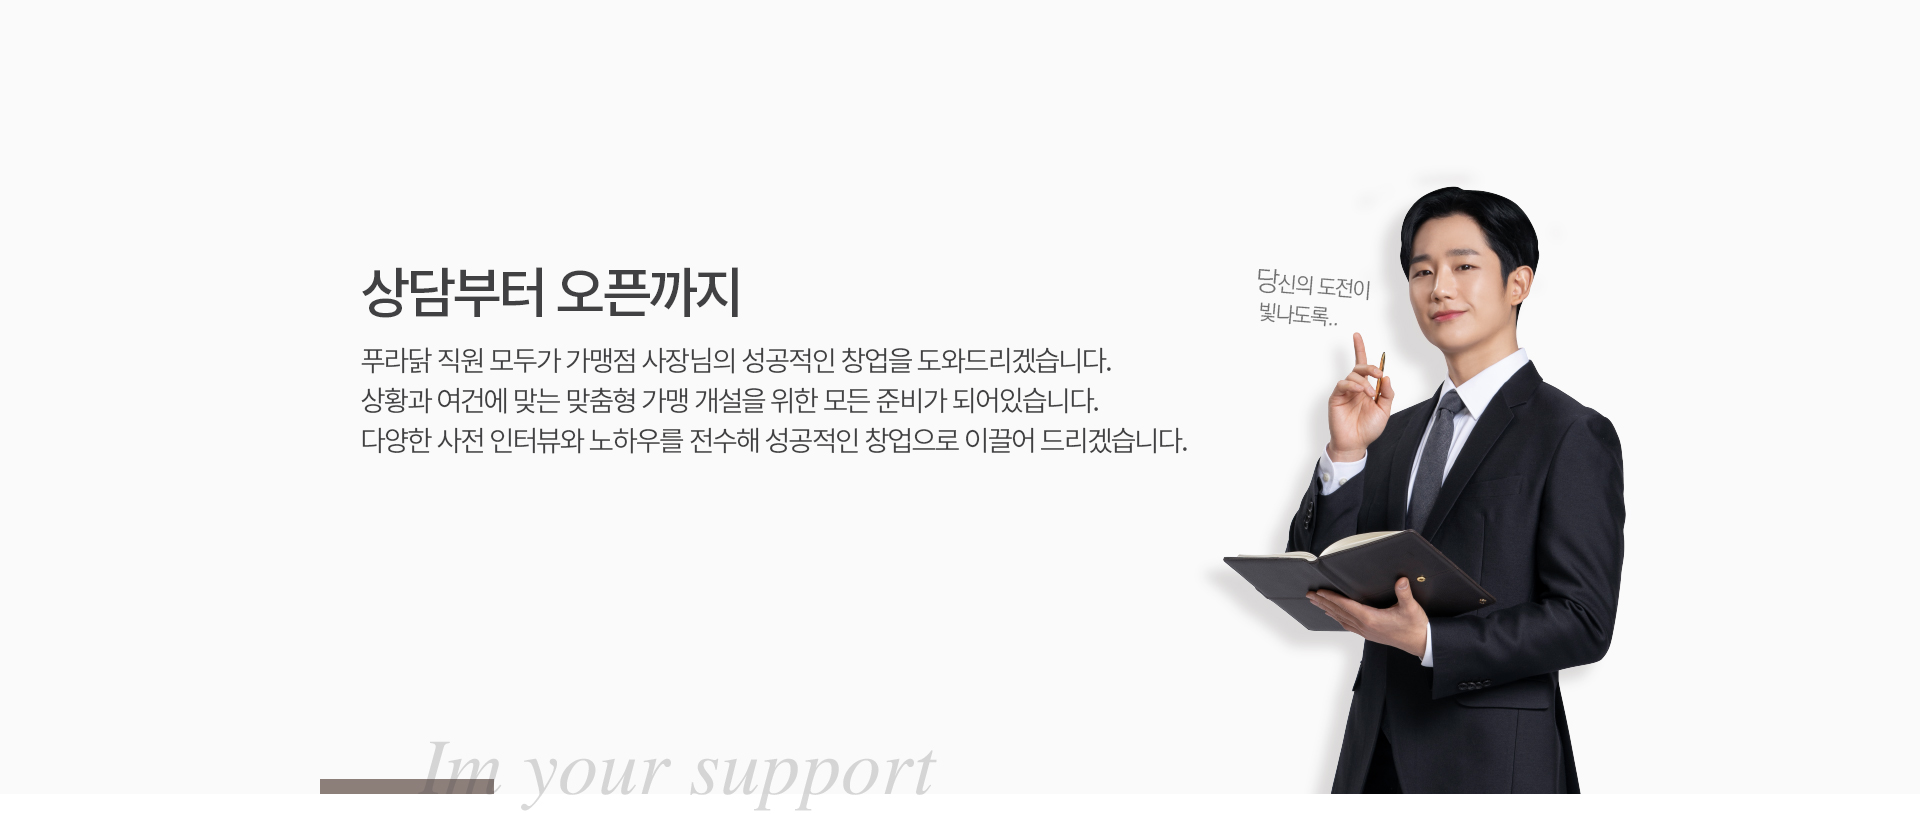 상담부터 오픈까지
푸라닭 직원 모두가 가맹점 사장님의 성공적인 창업을 도와드리겠습니다.
상황과 여건에 맞는 맞춤형 가맹 개설을 위한 모든 준비가 되어있습니다.
다양한 사전 인터뷰와 노하우를 전수해 성공적인 창업으로 이끌어 드리겠습니다.
당신의 도전이
빛나도록..
Im your support